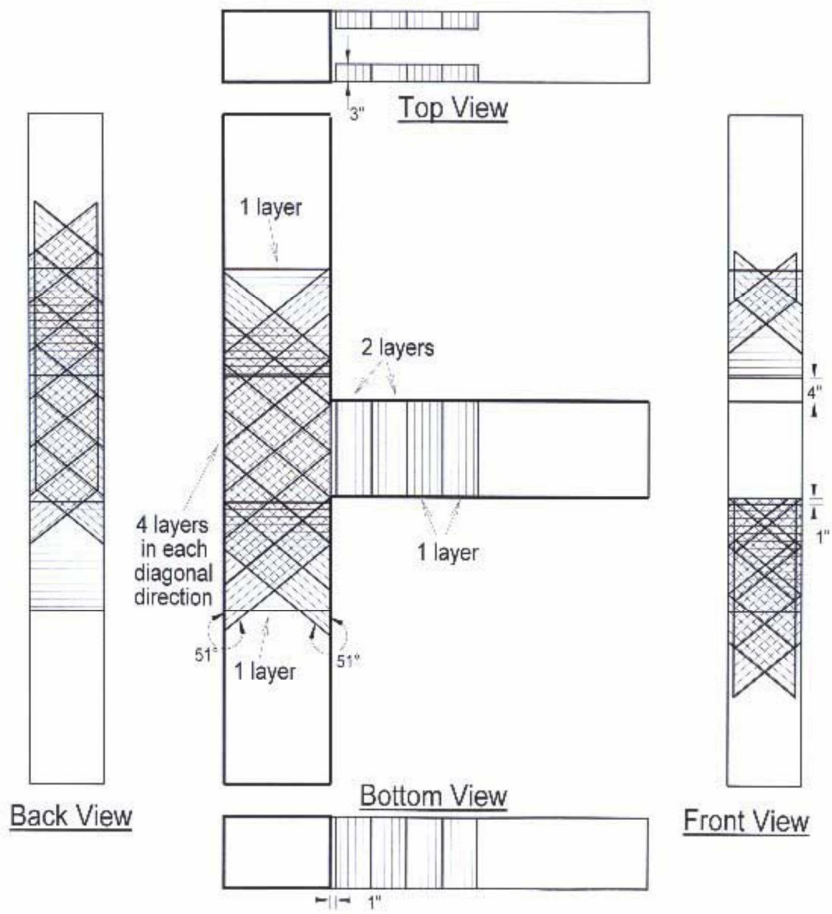 3"
Top View
1 layer
2 layers
4"
4 layers
in each
diagonal
direction
1 layer
1"
51°
1 layer
51°
Back View
Bottom View
Front View
1"